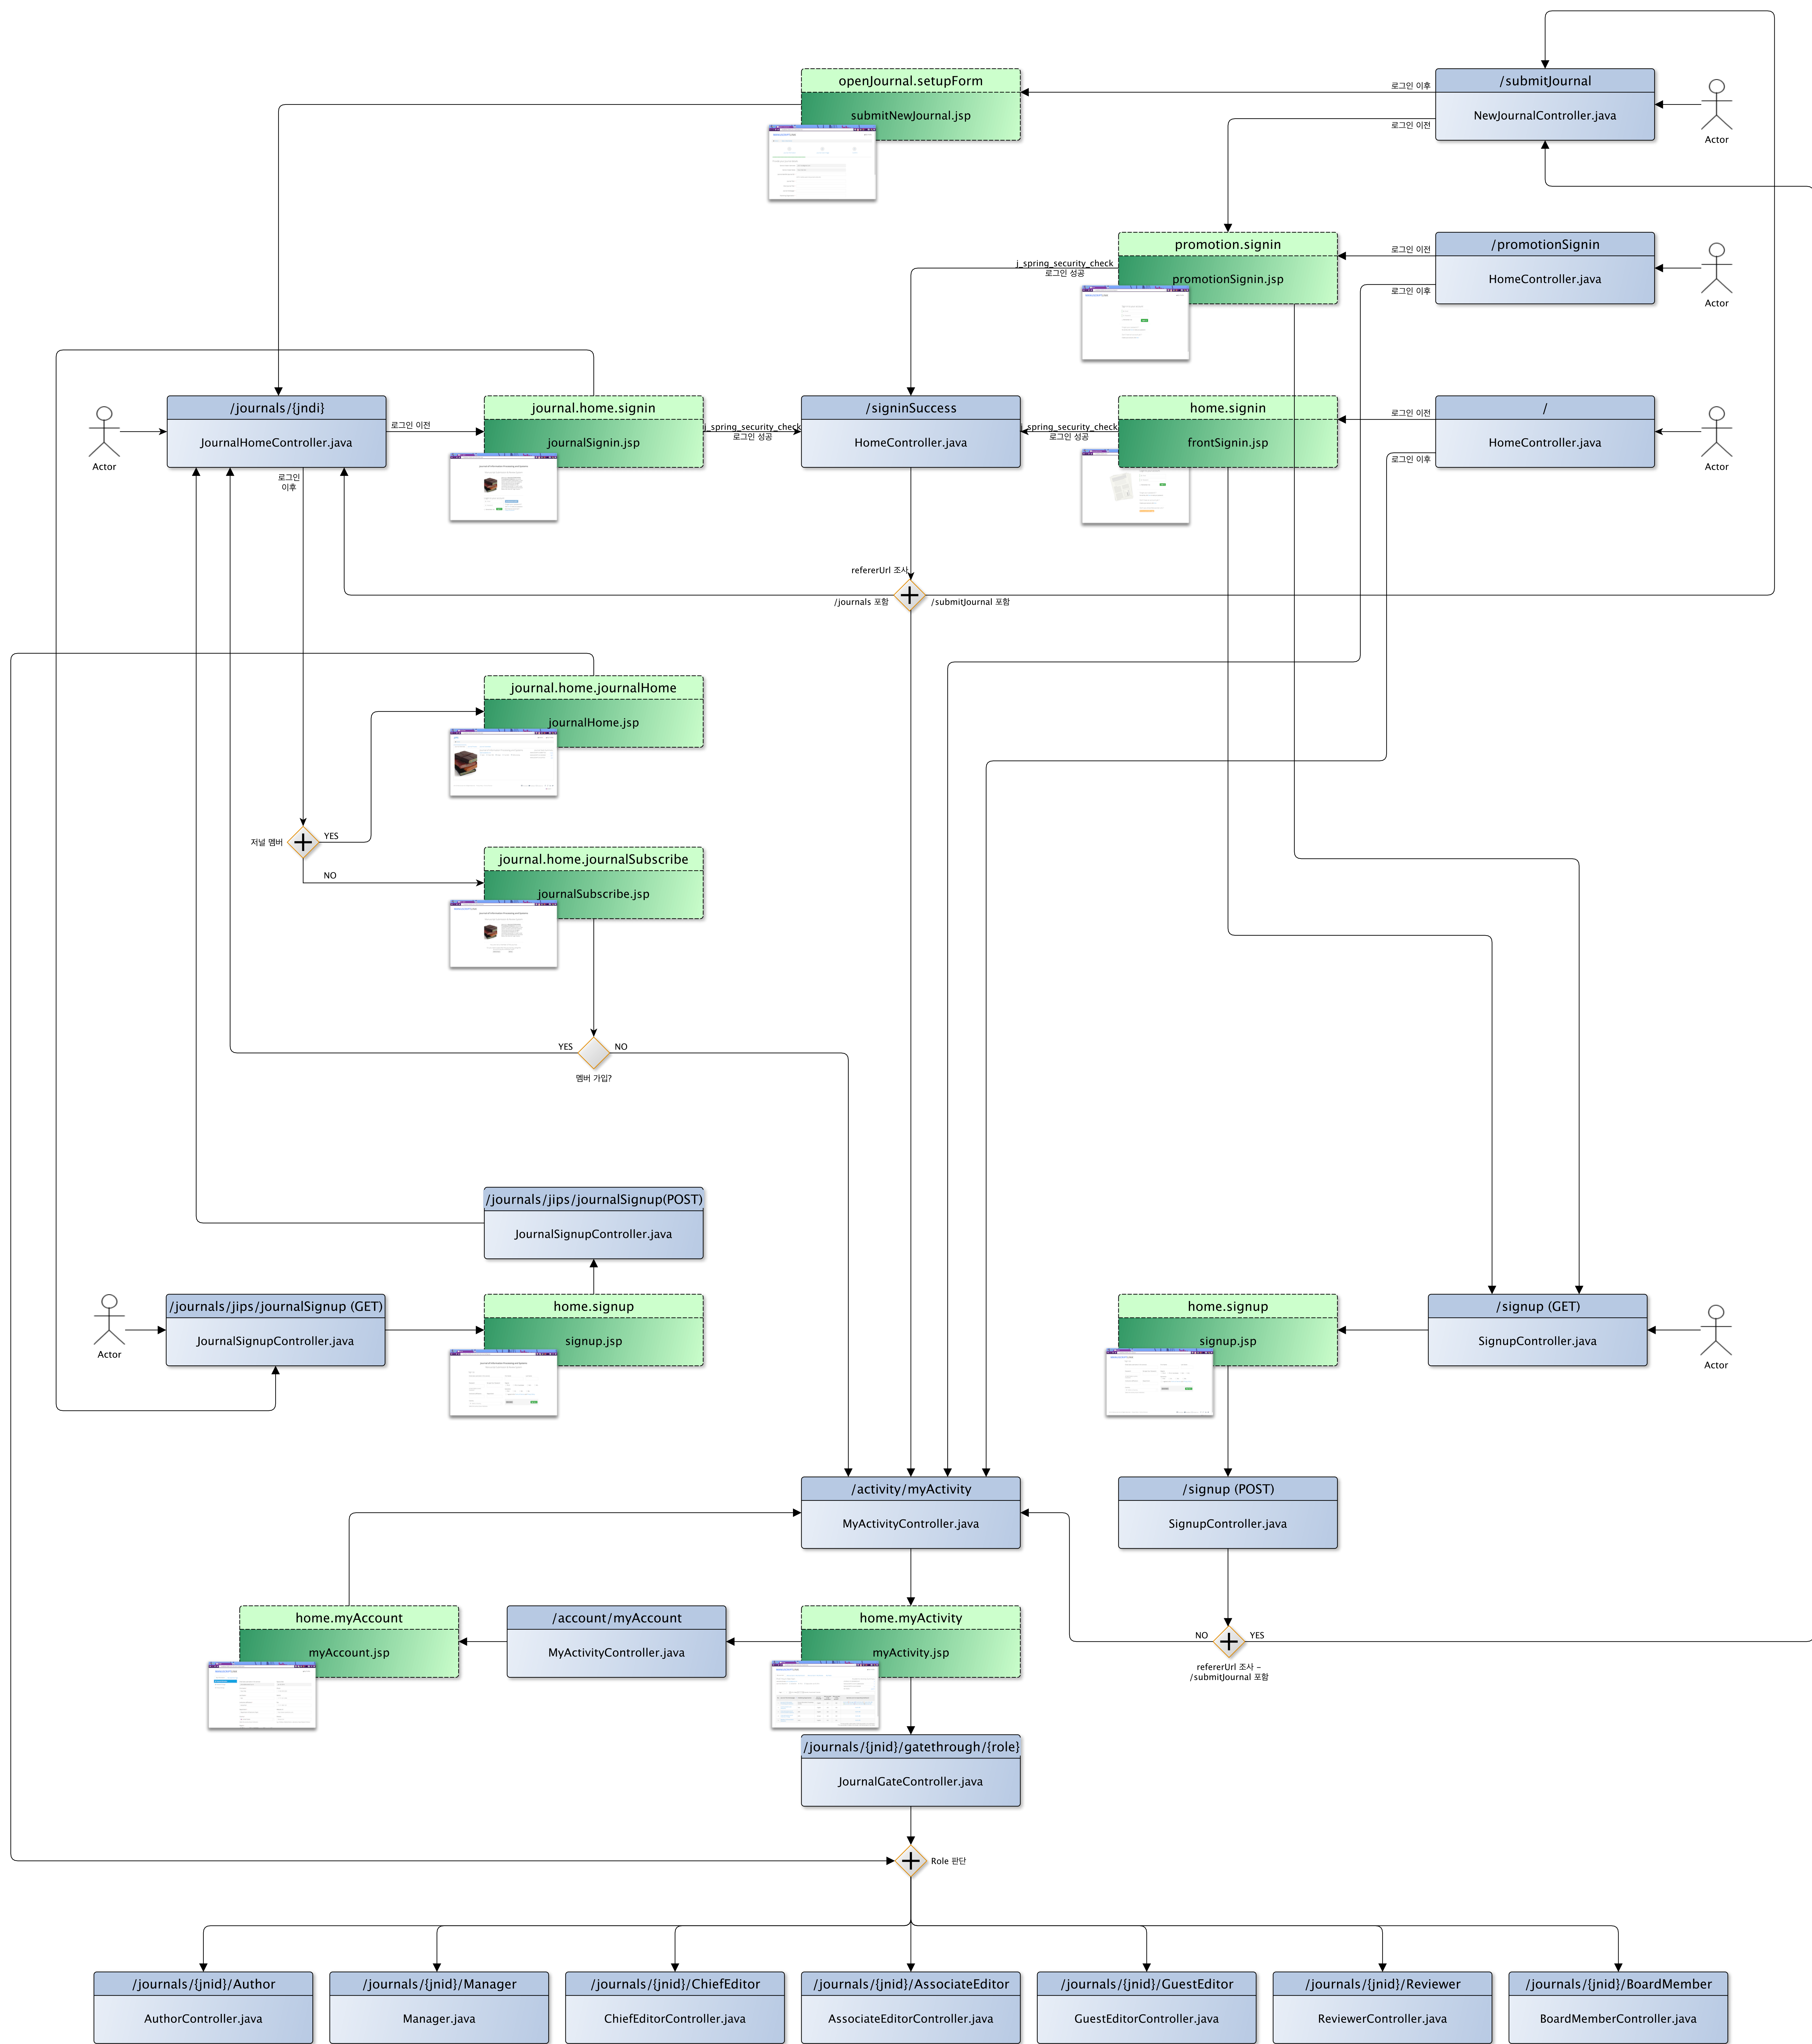 openJournal.setupForm
submitNewJournal.jsp
로그인 이후
로그인 이전
/submitJournal
NewJournalController.java
Actor
promotion.signin
promotionSignin.jsp
로그인 이전
로그인 이후
/promotionSignin
HomeController.java
Actor
j_spring_security_check
로그인 성공
Actor
/journals/{jndi}
JournalHomeController.java
로그인 이전
로그인
이후
journal.home.signin
journalSignin.jsp
j_spring_security_check
로그인 성공
/signinSuccess
HomeController.java
j_spring_security_check
로그인 성공
home.signin
frontSignin.jsp
로그인 이전
로그인 이후
/
HomeController.java
Actor
refererUrl 조사
/journals 포함
/submitJournal 포함
journal.home.journalHome
journalHome.jsp
저널 멤버
YES
NO
journal.home.journalSubscribe
journalSubscribe.jsp
YES
NO
멤버 가입?
/journals/jips/journalSignup(POST)
JournalSignupController.java
Actor
/journals/jips/journalSignup (GET)
JournalSignupController.java
home.signup
signup.jsp
home.signup
signup.jsp
/signup (GET)
SignupController.java
Actor
/activity/myActivity
MyActivityController.java
/signup (POST)
SignupController.java
home.myAccount
myAccount.jsp
/account/myAccount
MyActivityController.java
home.myActivity
myActivity.jsp
NO
YES
refererUrl 조사 -
/submitJournal 포함
/journals/{jnid}/gatethrough/{role}
JournalGateController.java
Role 판단
/journals/{jnid}/Author
AuthorController.java
/journals/{jnid}/Manager
Manager.java
/journals/{jnid}/ChiefEditor
ChiefEditorController.java
/journals/{jnid}/AssociateEditor
AssociateEditorController.java
/journals/{jnid}/GuestEditor
GuestEditorController.java
/journals/{jnid}/Reviewer
ReviewerController.java
/journals/{jnid}/BoardMember
BoardMemberController.java